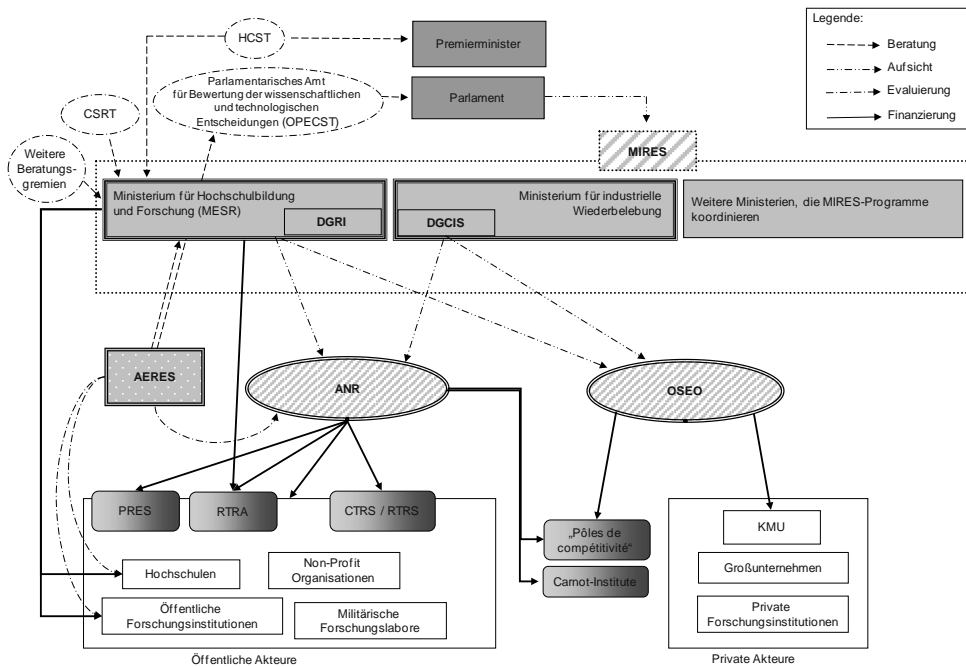 HCST
Premierminister
Legende:
Beratung
Aufsicht
Evaluierung
Finanzierung
Parlamentarisches Amt
für Bewertung der wissenschaftlichen
und technologischen
Entscheidungen (OPECST)
Parlament
CSRT
MIRES
Weitere
Beratungs-
gremien
Ministerium für Hochschulbildung
und Forschung (MESR)
DGRI
Ministerium für industrielle
Wiederbelebung
DGCIS
Weitere Ministerien, die MIRES-Programme
koordinieren
AERES
ANR
OSEO
PRES
RTRA
CTRS / RTRS
„Pôles de
compétitivité“
Carnot-Institute
KMU
Großunternehmen
Private
Forschungsinstitutionen
Hochschulen
Non-Profit
Organisationen
Öffentliche
Forschungsinstitutionen
Militärische
Forschungslabore
Öffentliche Akteure
Private Akteure